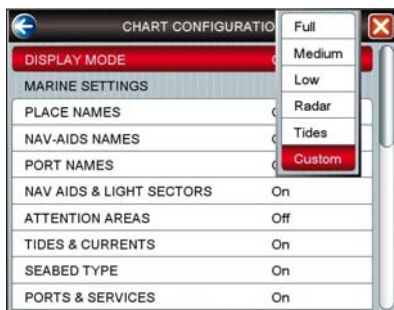 CHART CONFIGURATIO
DISPLAY MODE
MARINE SETTINGS
PLACE NAMES
NAV-AIDS NAMES
PORT NAMES
NAV AIDS & LIGHT SECTORS On
ATTENTION AREAS Off
TIDES & CURRENTS On
SEABED TYPE On
PORTS & SERVICES On
Full
Medium
Low
Radar
Tides
Custom